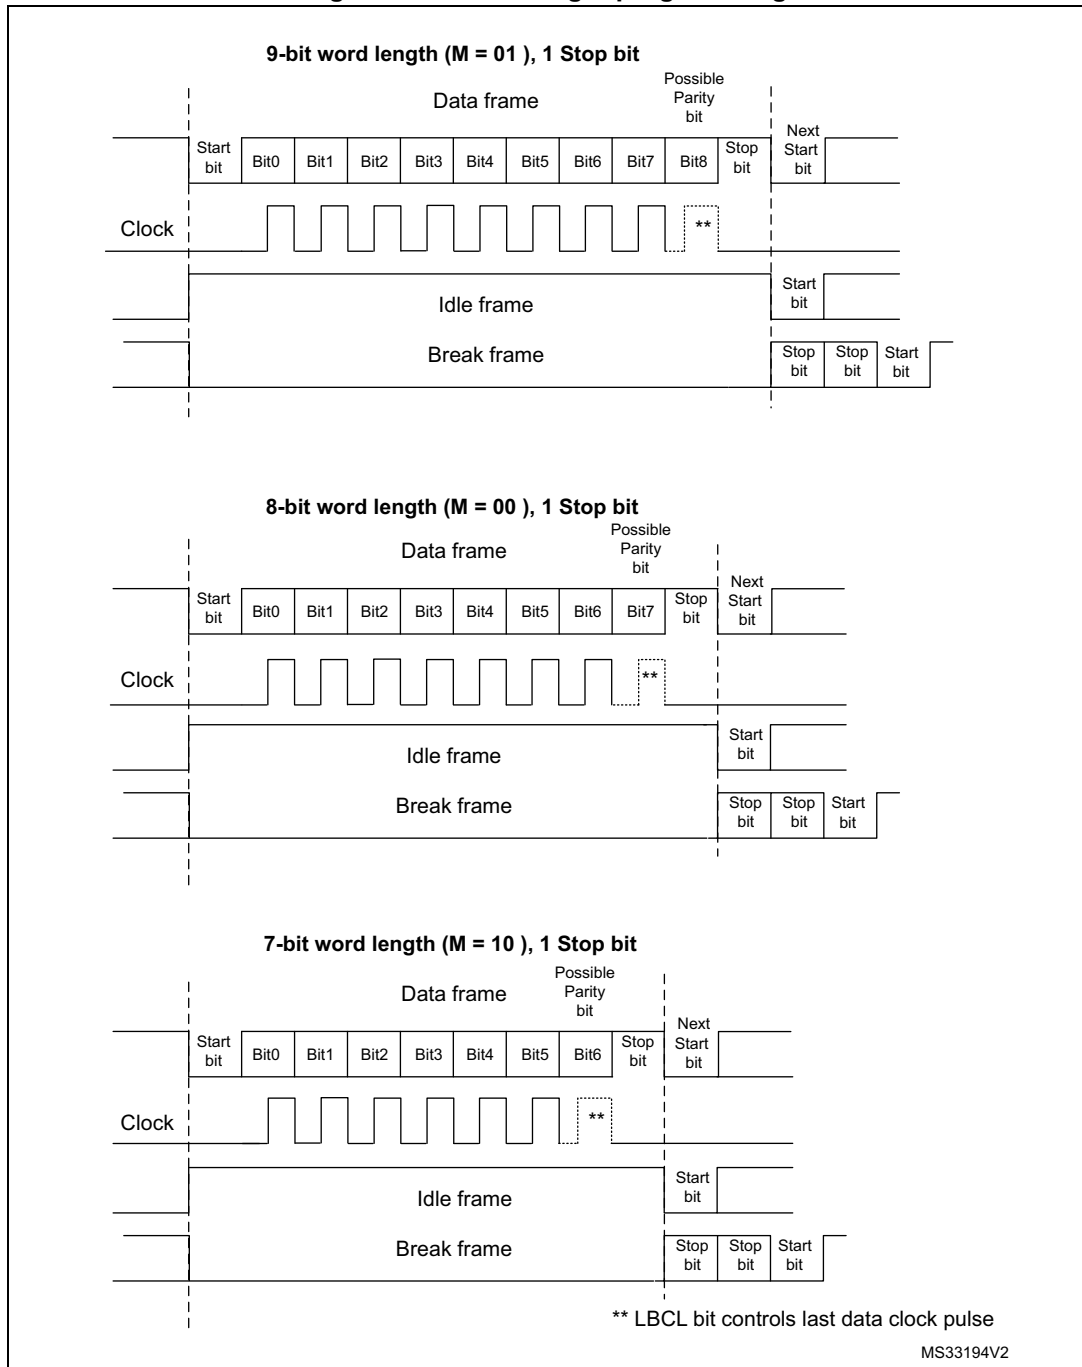 9-bit word length (M = 01 ), 1 Stop bit
Possible
Parity
bit
Data frame
Next
Start
bit
Start
bit
Bit0 Bit1 Bit2 Bit3 Bit4 Bit5 Bit6 Bit7 Bit8
Stop
bit
Clock
**
Idle frame
Start
bit
Break frame
Stop
bit
Stop
bit
Start
bit
8-bit word length (M = 00 ), 1 Stop bit
Possible
Parity
bit
Data frame
Next
Start
bit
Start
bit
Bit0 Bit1 Bit2 Bit3 Bit4 Bit5 Bit6 Bit7
Stop
bit
Clock
**
Idle frame
Start
bit
Break frame
Stop
bit
Stop
bit
Start
bit
7-bit word length (M = 10 ), 1 Stop bit
Possible
Parity
bit
Data frame
Next
Start
bit
Start
bit
Bit0 Bit1 Bit2 Bit3 Bit4 Bit5 Bit6
Stop
bit
Clock
**
Idle frame
Start
bit
Break frame
Stop
bit
Stop
bit
Start
bit
** LBCL bit controls last data clock pulse
MS33194V2